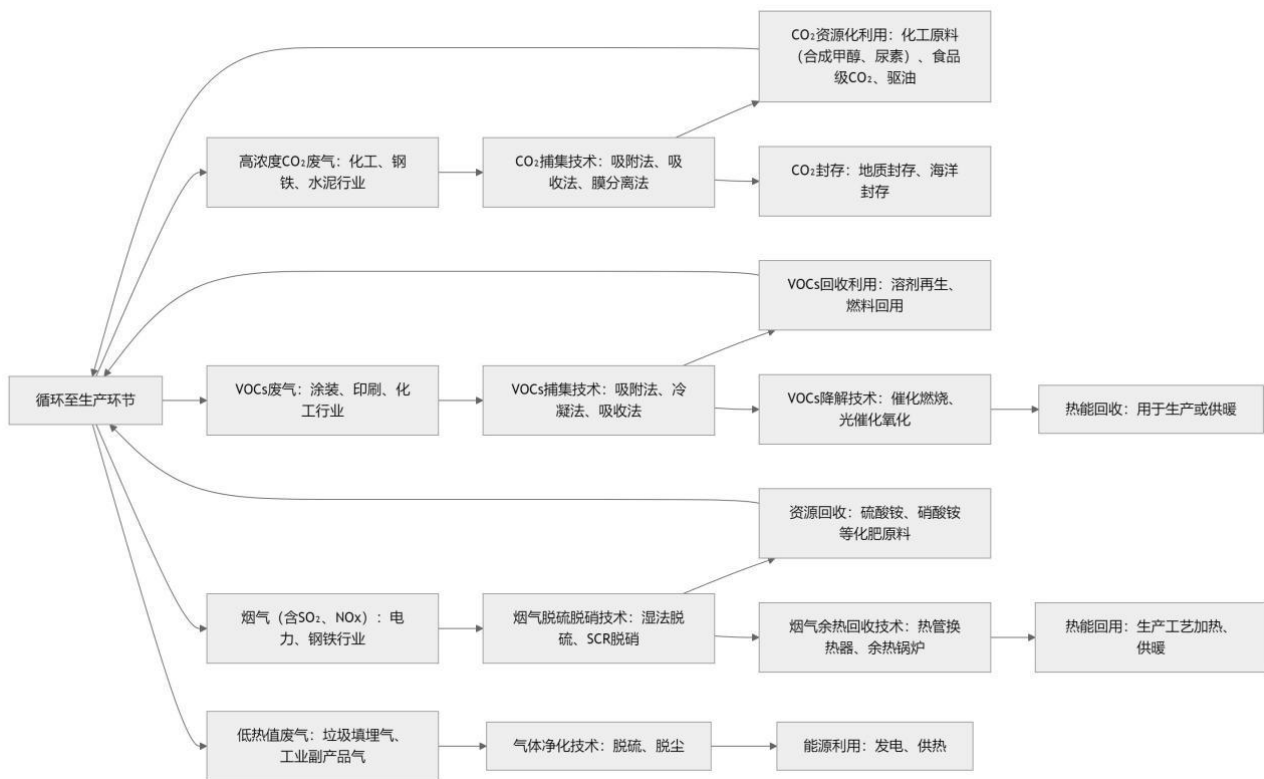 CO₂资源化利用：化工原料
（合成甲醇、尿素）、食品
级CO₂、驱油
高浓度CO₂废气：化工、钢
铁、水泥行业
CO₂捕集技术：吸附法、吸
收法、膜分离法
CO₂封存：地质封存、海洋
封存
VOCs回收利用：溶剂再生、
燃料回用
循环至生产环节
VOCs废气：涂装、印刷、化
工行业
VOCs捕集技术：吸附法、冷
凝法、吸收法
VOCs降解技术：催化燃烧、
光催化氧化
热能回收：用于生产或供暖
资源回收：硫酸铵、硝酸铵
等化肥原料
烟气（含SO₂、NOx）：电
力、钢铁行业
烟气脱硫脱硝技术：湿法脱
硫、SCR脱硝
烟气余热回收技术：热管换
热器、余热锅炉
热能回用：生产工艺加热、
供暖
低热值废气：垃圾填埋气、
工业副产品气
气体净化技术：脱硫、脱尘
能源利用：发电、供热